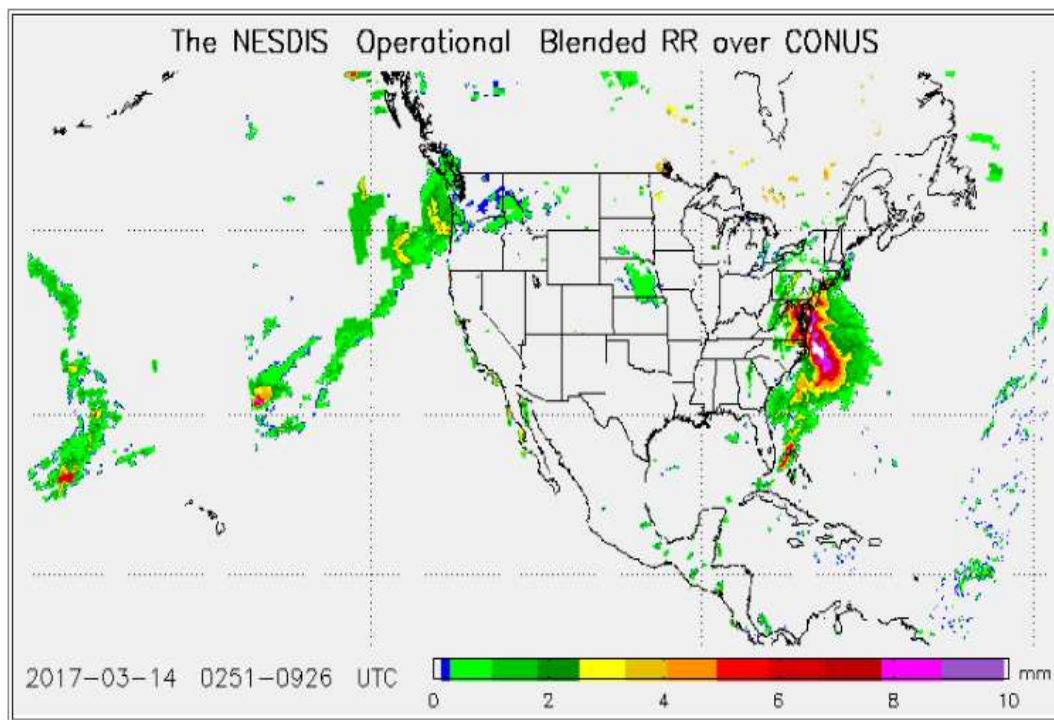 The NESDIS Operational Blended RR over CONUS
2017-03-14 0251-0926 UTC
0 2 4 6 8 10 mm